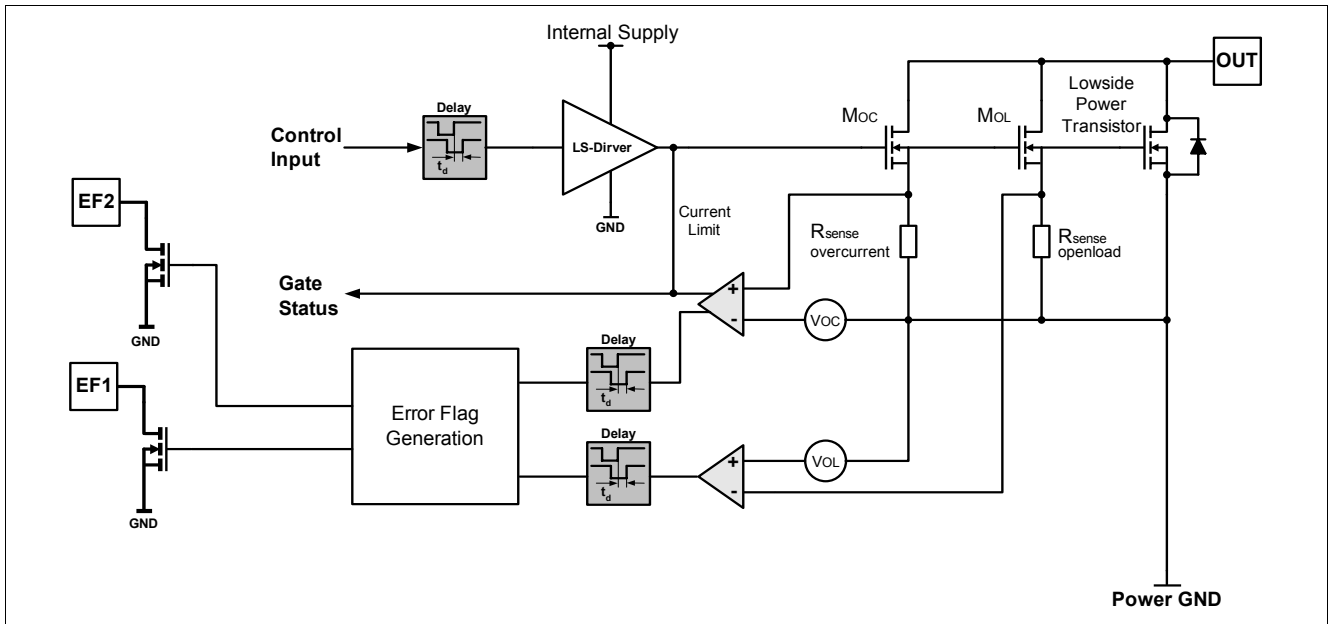 Internal Supply
OUT
Delay
Lowside
Power
Transistor
Control
Input
td
LS-Dirver
MOC
MOL
EF2
GND
Current
Limit
Rsense
overcurrent
Rsense
openload
Gate
Status
+
-
VOC
GND
Delay
td
EF1
Error Flag
Generation
Delay
td
+
-
VOL
GND
Power GND